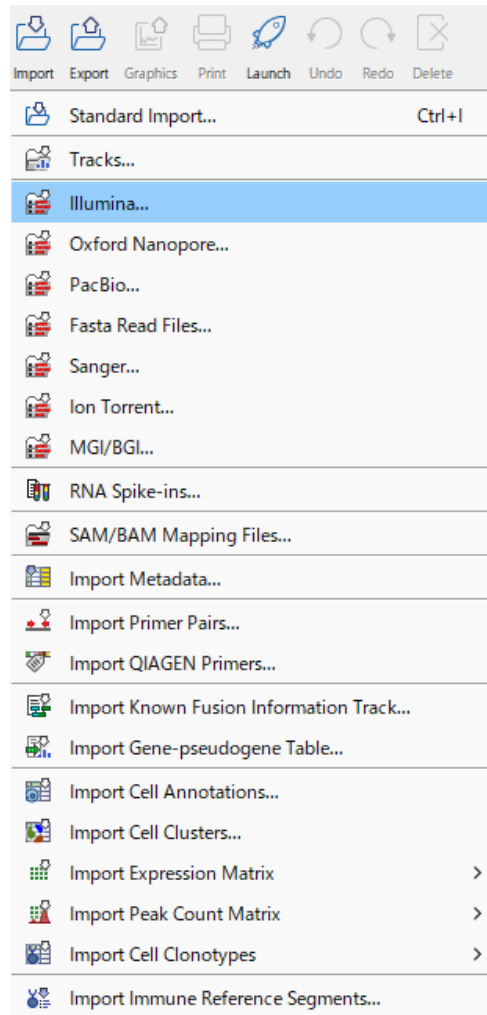 Import Export Graphics Print Launch Undo Redo Delete
Standard Import... Ctrl+I
Tracks...
Illumina...
Oxford Nanopore...
PacBio...
Fasta Read Files...
Sanger...
Ion Torrent...
MGI/BGI...
RNA Spike-ins...
SAM/BAM Mapping Files...
Import Metadata...
Import Primer Pairs...
Import QIAGEN Primers...
Import Known Fusion Information Track...
Import Gene-pseudogene Table...
Import Cell Annotations...
Import Cell Clusters...
Import Expression Matrix
Import Peak Count Matrix
Import Cell Clonotypes
Import Immune Reference Segments...